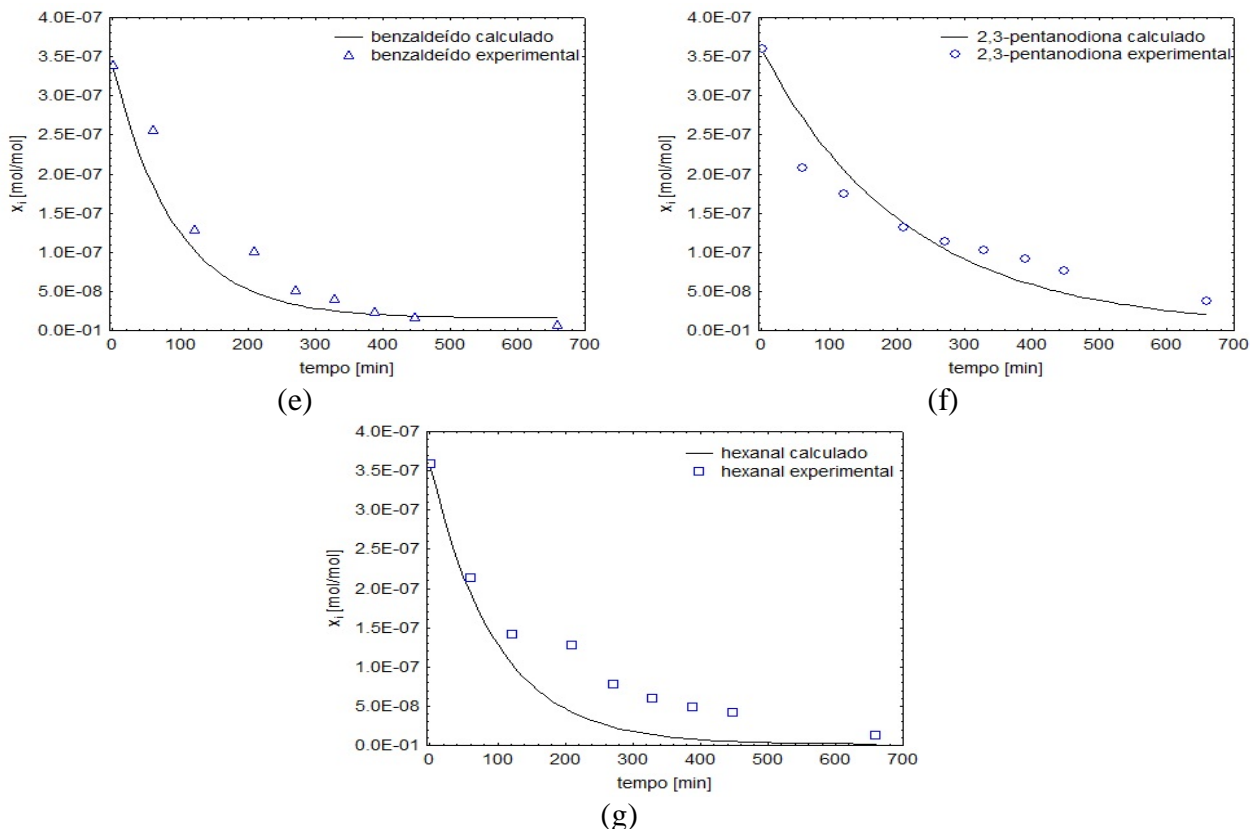 4.0E-07
3.5E-07
3.0E-07
2.5E-07
2.0E-07
1.5E-07
1.0E-07
5.0E-08
0.0E-01
xi [mol/mol]
benzaldeído calculado
benzaldeído experimental
0 100 200 300 400 500 600 700
tempo [min]
(e)
4.0E-07
3.5E-07
3.0E-07
2.5E-07
2.0E-07
1.5E-07
1.0E-07
5.0E-08
0.0E-01
xi [mol/mol]
2,3-pentanodiona calculado
2,3-pentanodiona experimental
0 100 200 300 400 500 600 700
tempo [min]
(f)
4.0E-07
3.5E-07
3.0E-07
2.5E-07
2.0E-07
1.5E-07
1.0E-07
5.0E-08
0.0E-01
xi [mol/mol]
hexanal calculado
hexanal experimental
0 100 200 300 400 500 600 700
tempo [min]
(g)